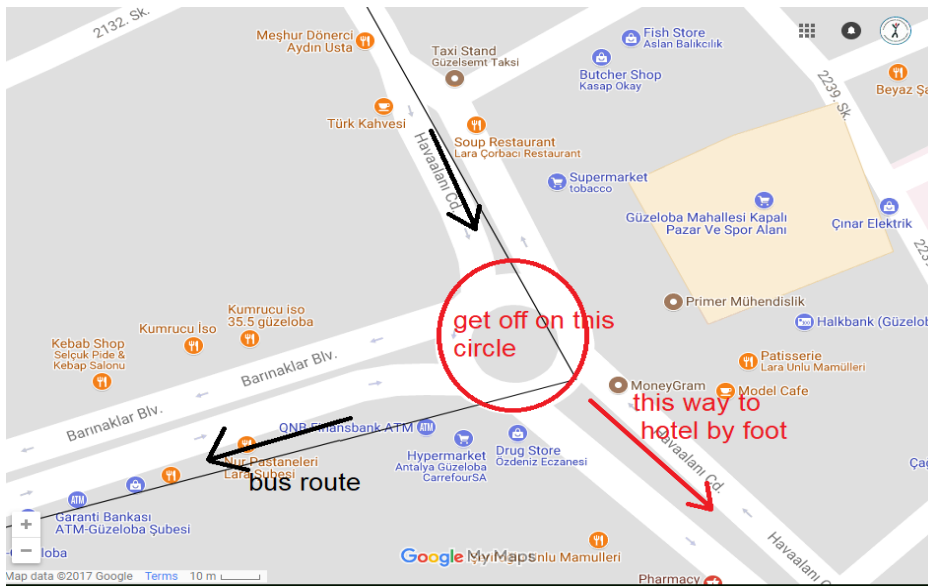 2132. Sk.
Meşhur Dönerci
Aydın Usta
Taxi Stand
Güzelsemt Taksi
Fish Store
Aslan Balıkcılık
Butcher Shop
Kasap Okay
2239. Sk.
Beyaz Şa
Türk Kahvesi
Havaalanı Cd.
Soup Restaurant
Lara Çorbacı Restaurant
Supermarket
tobacco
Güzeloba Mahallesi Kapalı
Pazar Ve Spor Alanı
Çınar Elektrik
Primer Mühendislik
Halkbank (Güzelob
Kumrucu iso
35.5 güzeloba
Kumrucu İso
Kebab Shop
Selçuk Pide &
Kebap Salonu
get off on this
circle
Barınaklar Blv.
Barınaklar Blv.
Patisserie
Lara Unlu Mamülleri
MoneyGram
Model Cafe
this way to
hotel by foot
QNB Finansbank ATM
Hypermarket
Antalya Güzeloba
CarrefourSA
Drug Store
Özdeniz Eczanesi
Havaalanı Cd.
Nur Pastaneleri
Lara Şubesi
bus route
ATM
ATM
Garanti Bankası
ATM-Güzeloba Şubesi
Google My Maps
Unlu Mamulleri
Havaalanı
Pharmacy
Map data ©2017 Google Terms 10 m